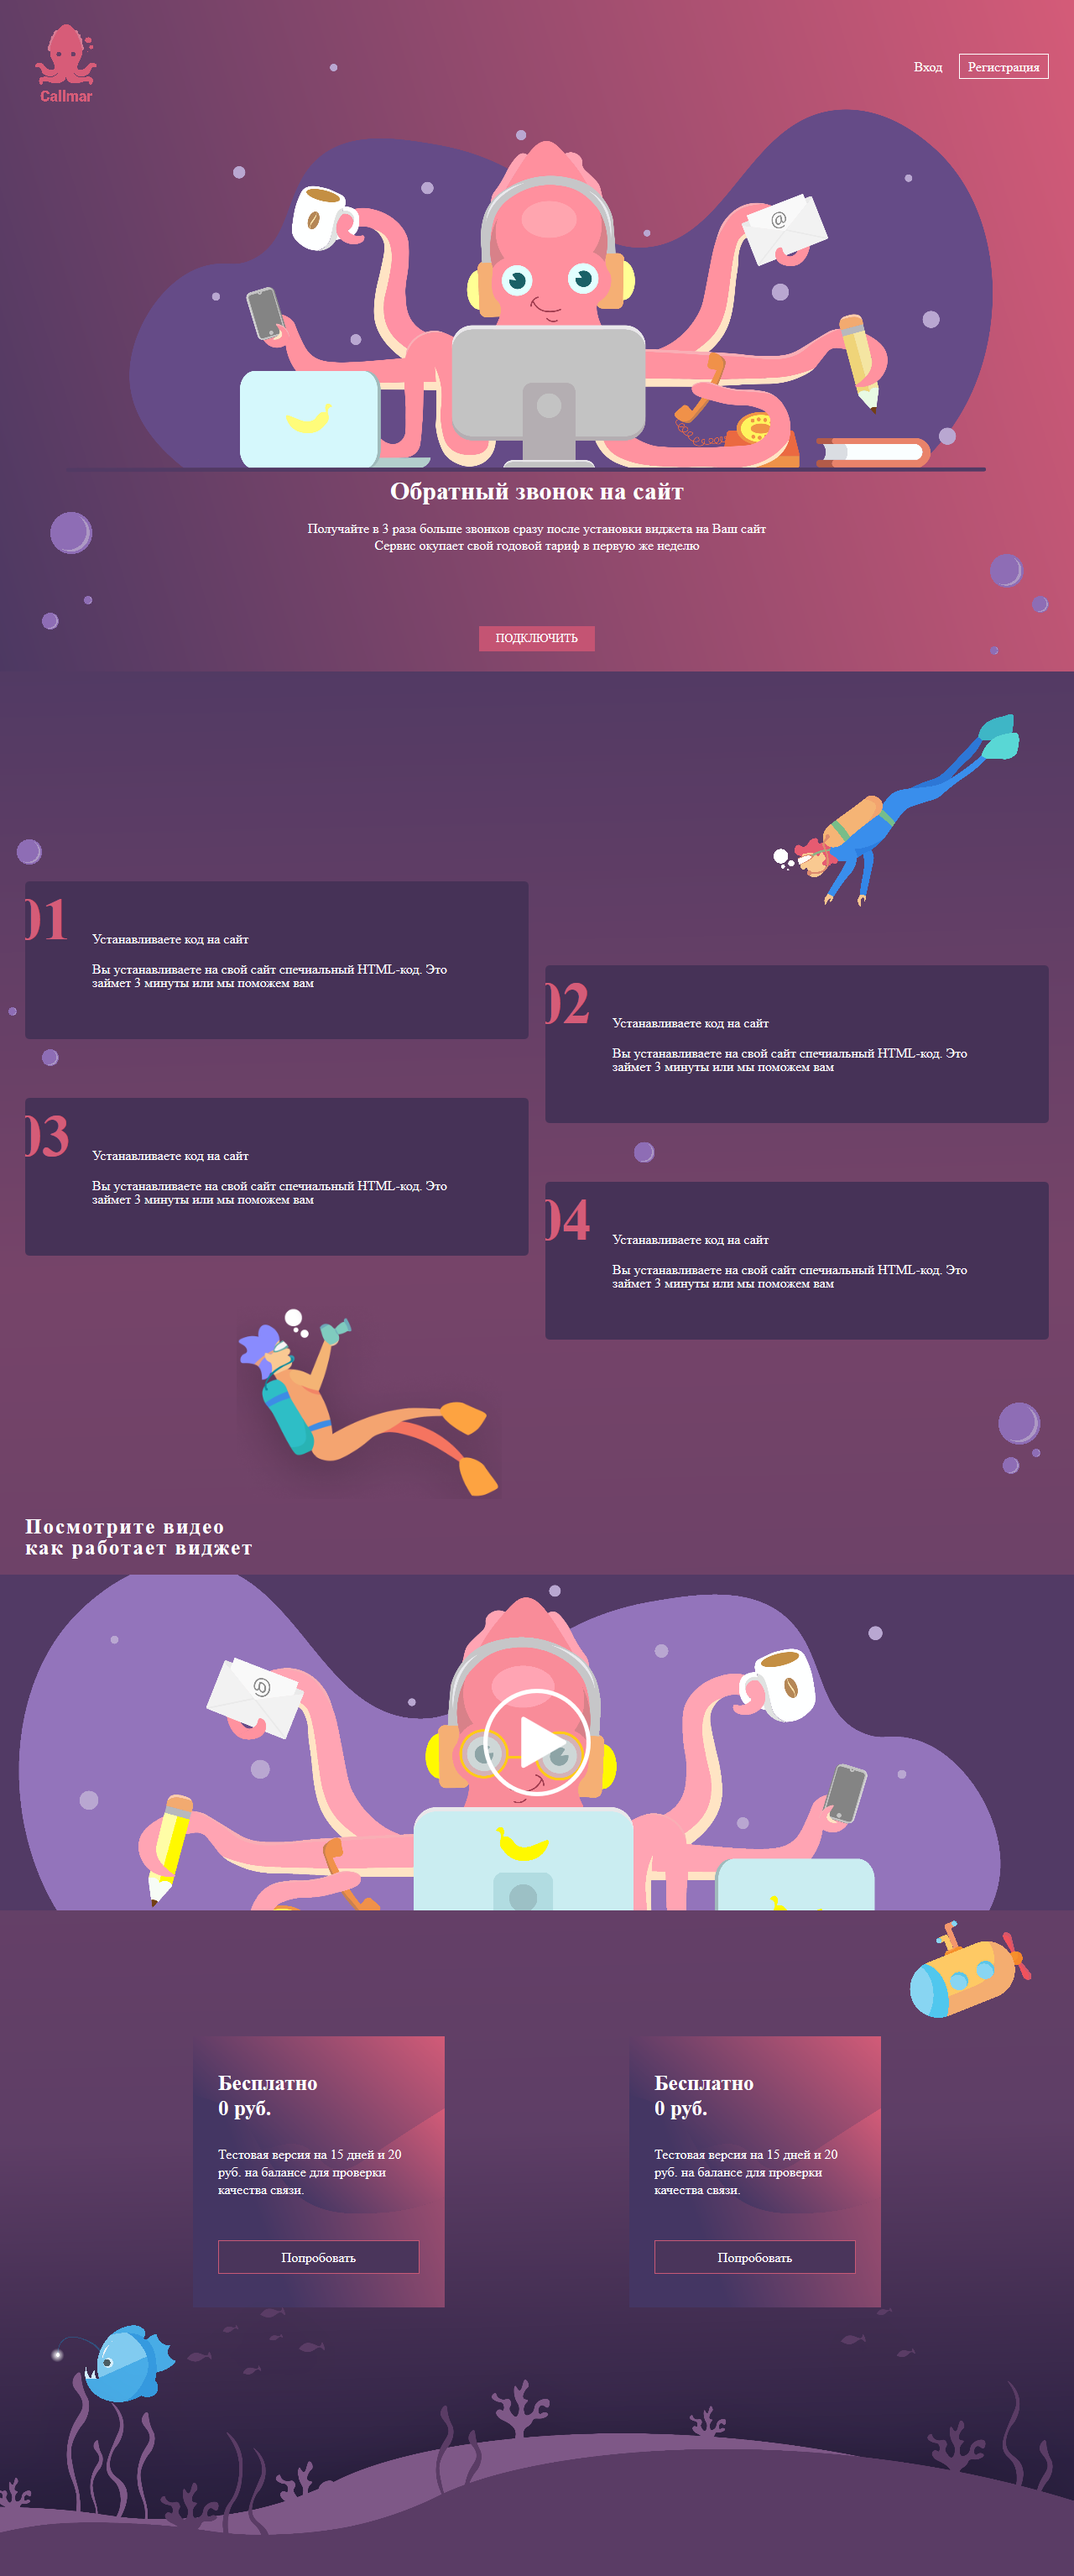 Callmar
Вход
Регистрация
@
Обратный звонок на сайт
Получайте в 3 раза больше звонков сразу после установки виджета на Ваш сайт
Сервис окупает свой годовой тариф в первую же неделю
ПОДКЛЮЧИТЬ
01
Устанавливаете код на сайт
Вы устанавливаете на свой сайт спечиальный HTML-код. Это
займет 3 минуты или мы поможем вам
02
Устанавливаете код на сайт
Вы устанавливаете на свой сайт спечиальный HTML-код. Это
займет 3 минуты или мы поможем вам
03
Устанавливаете код на сайт
Вы устанавливаете на свой сайт спечиальный HTML-код. Это
займет 3 минуты или мы поможем вам
04
Устанавливаете код на сайт
Вы устанавливаете на свой сайт спечиальный HTML-код. Это
займет 3 минуты или мы поможем вам
Посмотрите видео
как работает виджет
@
Бесплатно
0 руб.
Тестовая версия на 15 дней и 20
руб. на балансе для проверки
качества связи.
Попробовать
Бесплатно
0 руб.
Тестовая версия на 15 дней и 20
руб. на балансе для проверки
качества связи.
Попробовать